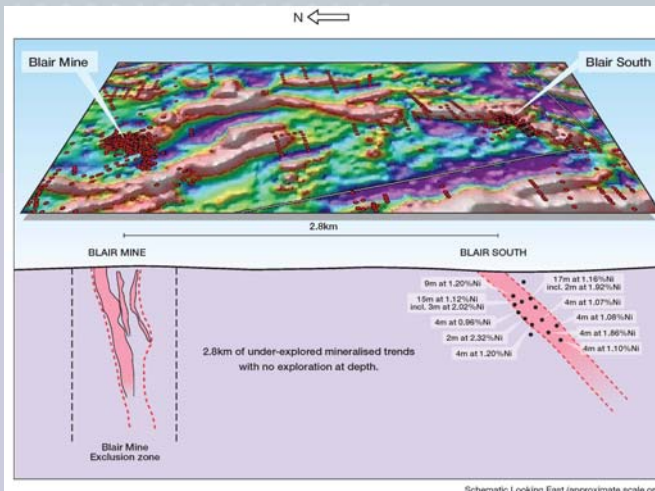 N
Blair Mine
Blair South
2.8km
BLAIR MINE
BLAIR SOUTH
9m at 1.20%Ni
17m at 1.16%Ni
incl. 2m at 1.92%Ni
15m at 1.12%Ni
incl. 3m at 2.02%Ni
4m at 1.07%Ni
4m at 0.96%Ni
4m at 1.08%Ni
2m at 2.32%Ni
4m at 1.86%Ni
4m at 1.20%Ni
4m at 1.10%Ni
2.8km of under-explored mineralised trends
with no exploration at depth.
Blair Mine
Exclusion zone
Schematic Looking East (approximate scale